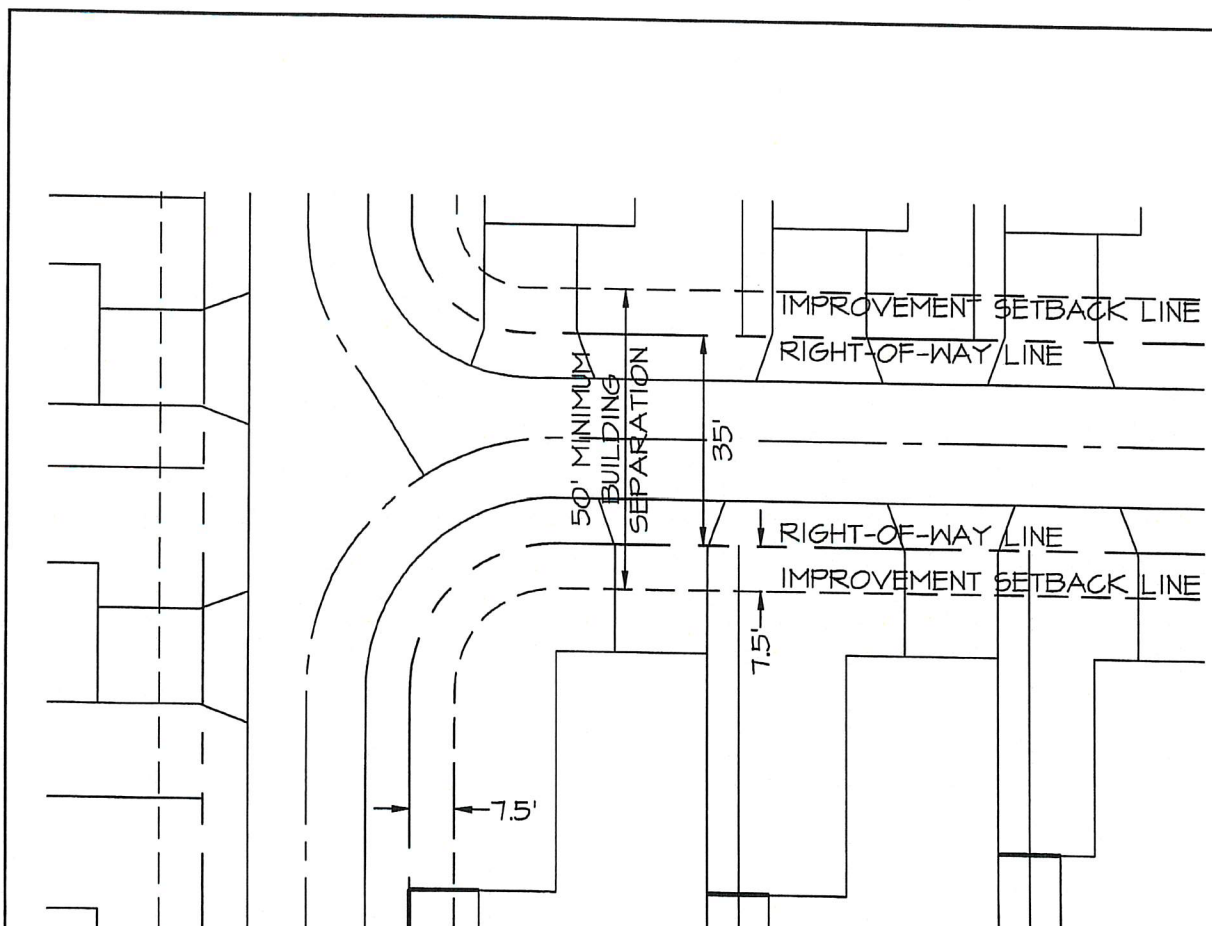 IMPROVEMENT SETBACK LINE
RIGHT-OF-WAY LINE
50' MINIMUM
BUILDING
SEPARATION
35'
RIGHT-OF-WAY LINE
IMPROVEMENT SETBACK LINE
7.5'
7.5'